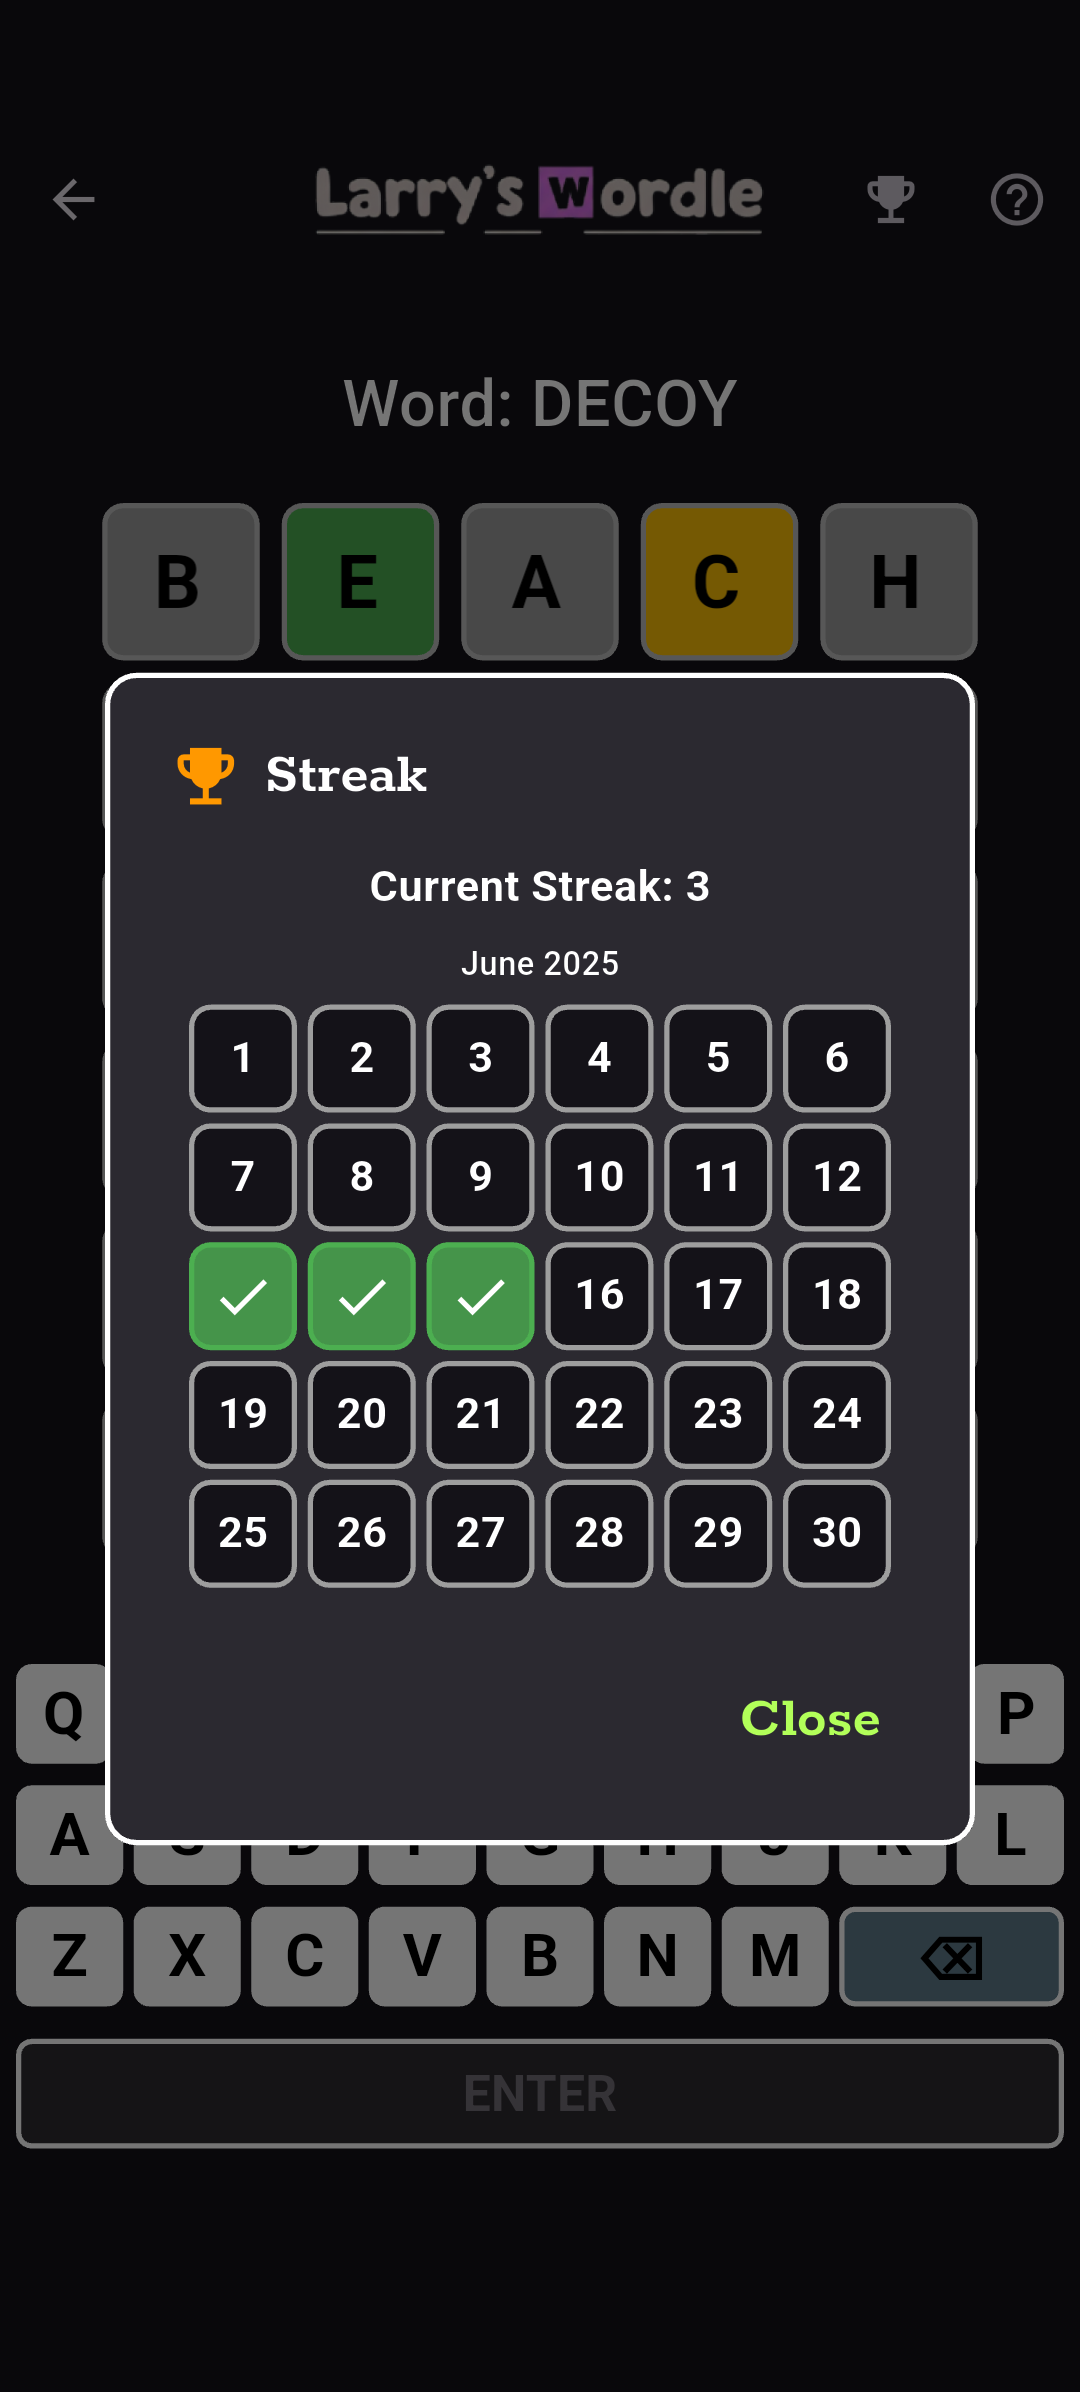 Larry's Wordle
Word: DECOY
B E A C H
Streak
Current Streak: 3
June 2025
1 2 3 4 5 6
7 8 9 10 11 12
16 17 18
19 20 21 22 23 24
25 26 27 28 29 30
Close
Q P
A L
Z X C V B N M
ENTER